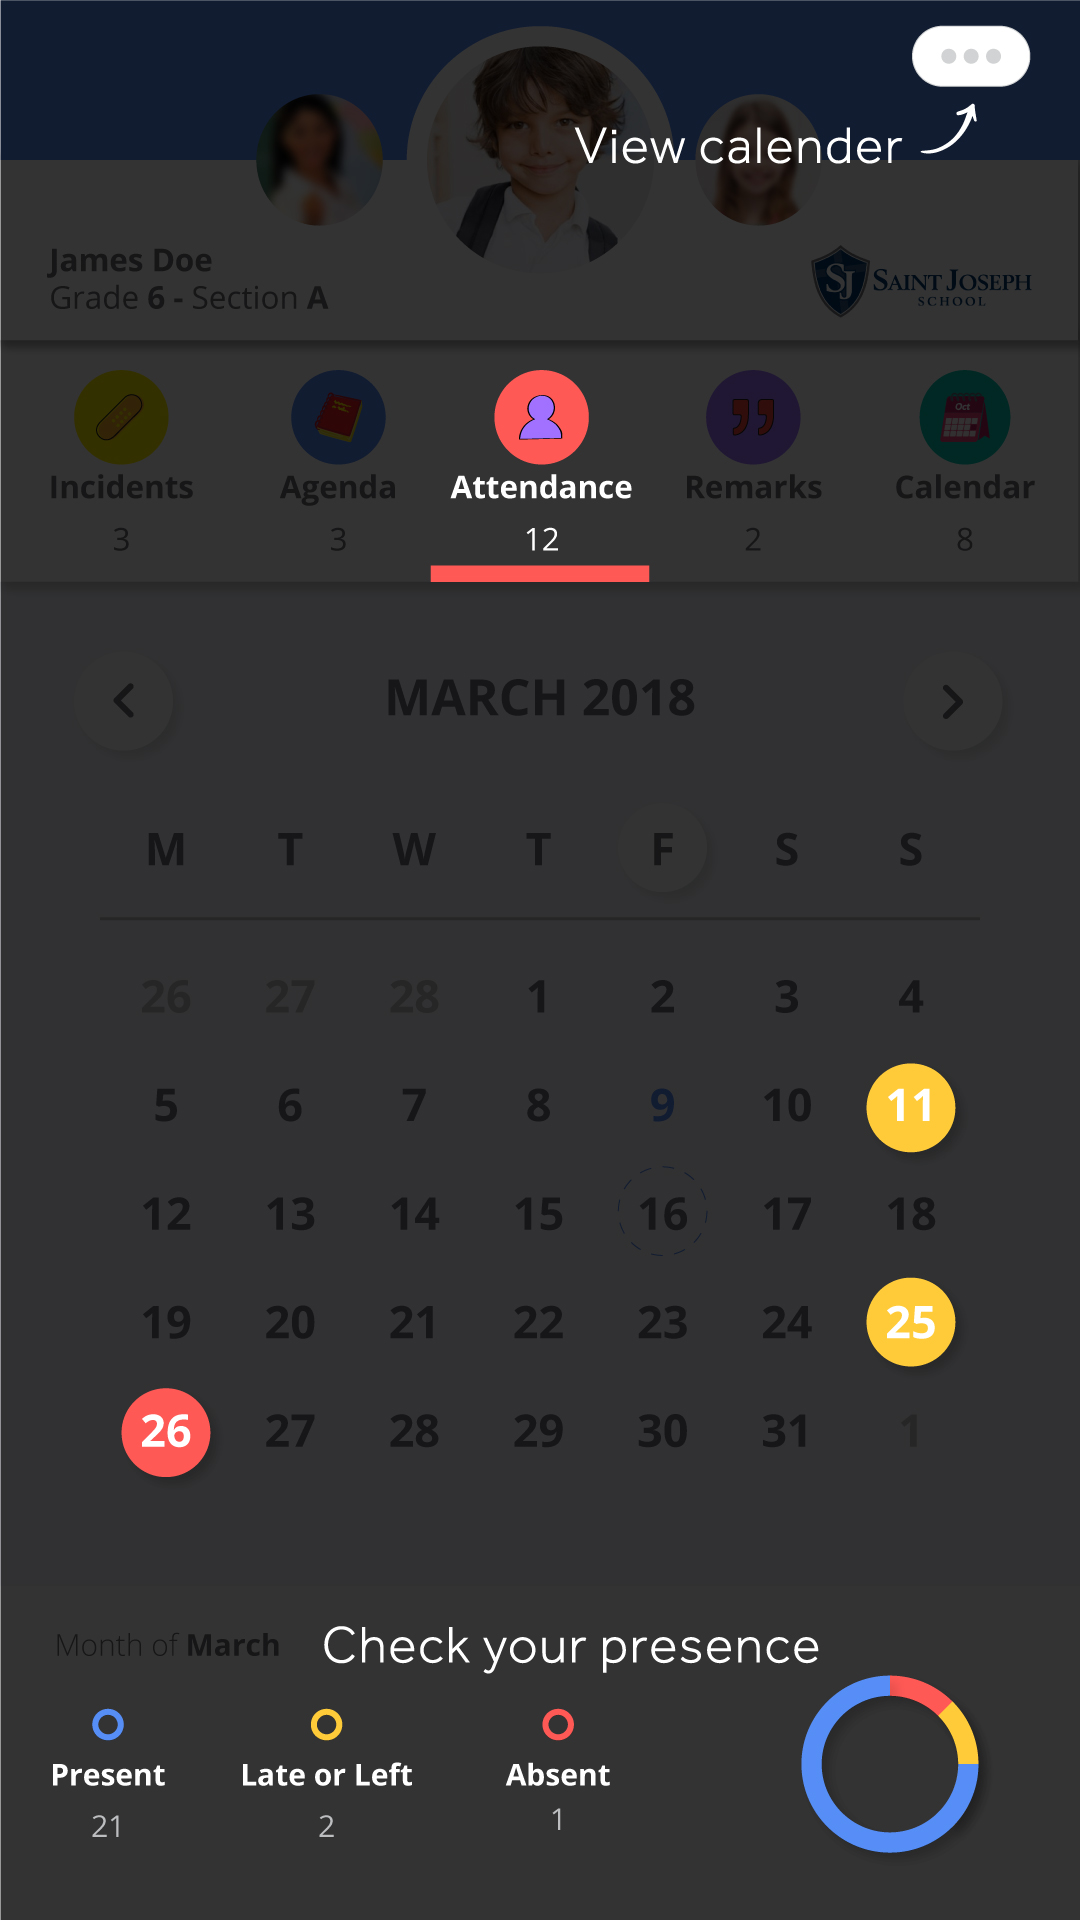 View calender
James Doe
Grade 6 - Section A
SJ SAINT JOSEPH
SCHOOL
Oct
Incidents Agenda Attendance Remarks Calendar
3 3 12 2 8
MARCH 2018
M T W T F S S
26 27 28 1 2 3 4
5 6 7 8 9 10 11
12 13 14 15 16 17 18
19 20 21 22 23 24 25
26 27 28 29 30 31 1
Month of March
Check your presence
Present Late or Left Absent
21 2 1